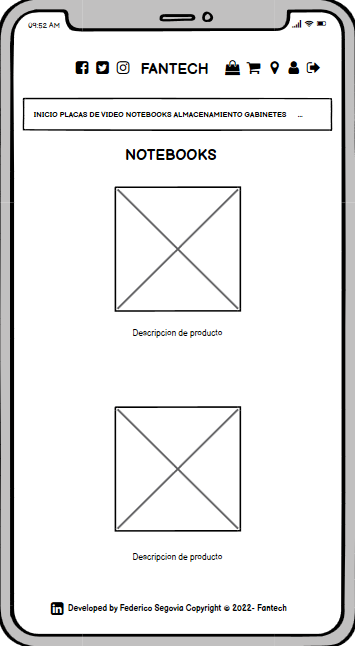 09:52 AM
FANTECH
INICIO PLACAS DE VIDEO NOTEBOOKS ALMACENAMIENTO GABINETES ...
NOTEBOOKS
Descripcion de producto
Descripcion de producto
in Developed by Federico Segovia Copyright © 2022- Fantech